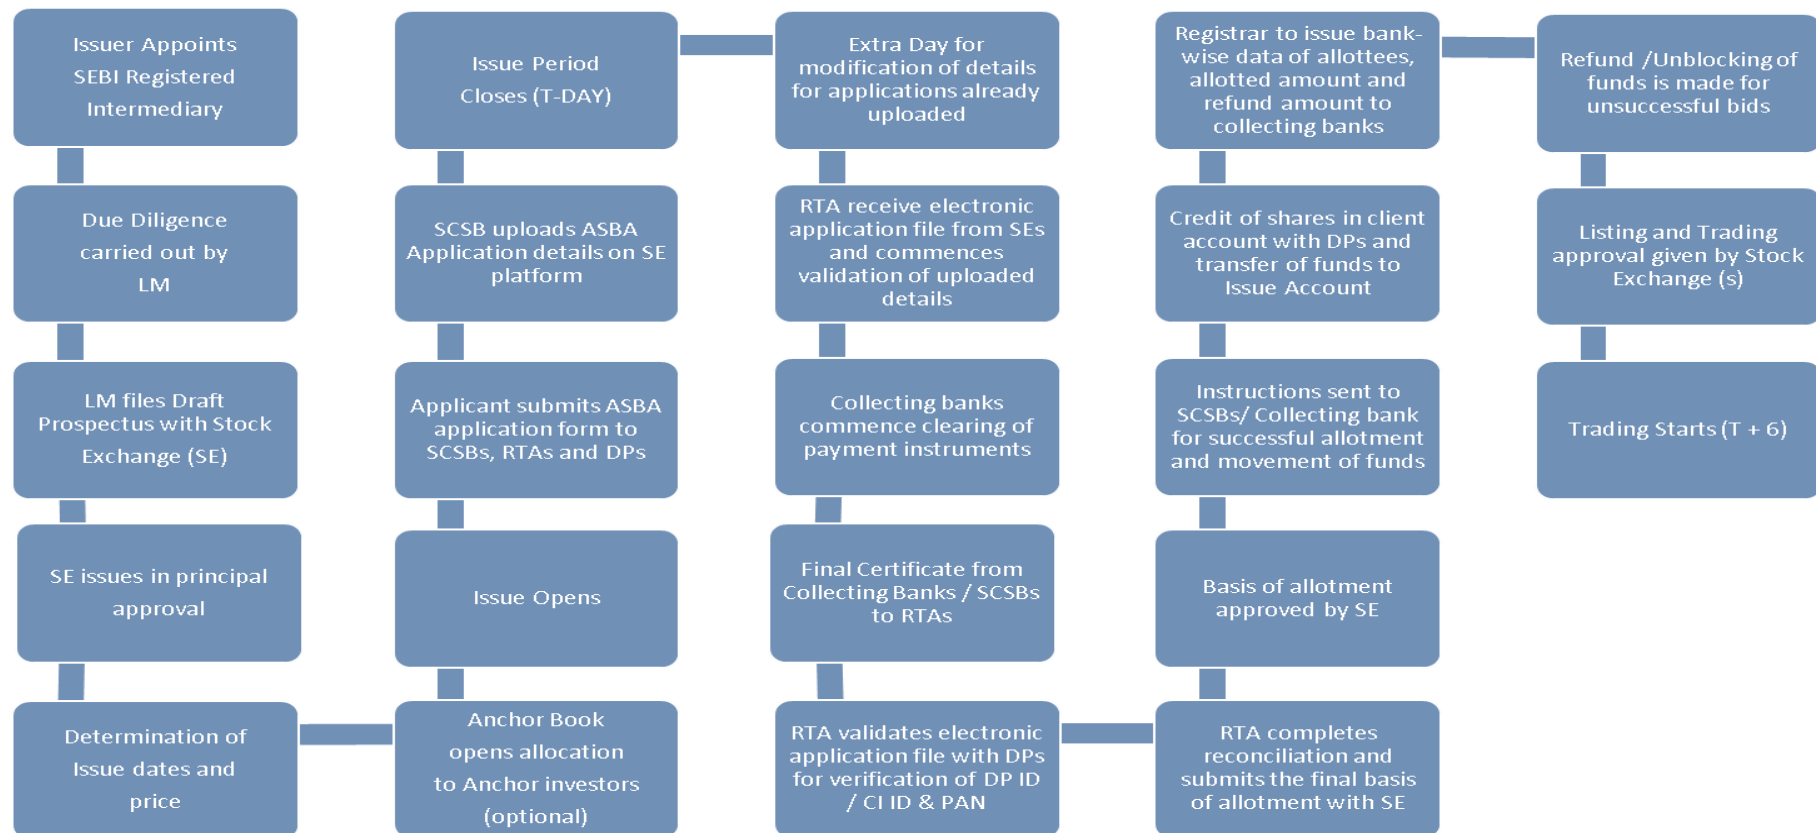 Issuer Appoints
SEBI Registered
Intermediary
Due Diligence
carried out by
LM
LM files Draft
Prospectus with Stock
Exchange (SE)
SE issues in principal
approval
Determination of
Issue dates and
price
Anchor Book
opens allocation
to Anchor investors
(optional)
Issue Opens
Applicant submits ASBA
application form to
SCSBs, RTAs and DPs
SCSB uploads ASBA
Application details on SE
platform
Issue Period
Closes (T-DAY)
Extra Day for
modification of details
for applications already
uploaded
RTA receive electronic
application file from SEs
and commences
validation of uploaded
details
Collecting banks
commence clearing of
payment instruments
Final Certificate from
Collecting Banks / SCSBs
to RTAs
RTA validates electronic
application file with DPs
for verification of DP ID
/ CI ID & PAN
RTA completes
reconciliation and
submits the final basis
of allotment with SE
Basis of allotment
approved by SE
Instructions sent to
SCSBs/ Collecting bank
for successful allotment
and movement of funds
Credit of shares in client
account with DPs and
transfer of funds to
Issue Account
Registrar to issue bank-
wise data of allottees,
allotted amount and
refund amount to
collecting banks
Refund /Unblocking of
funds is made for
unsuccessful bids
Listing and Trading
approval given by Stock
Exchange (s)
Trading Starts (T + 6)